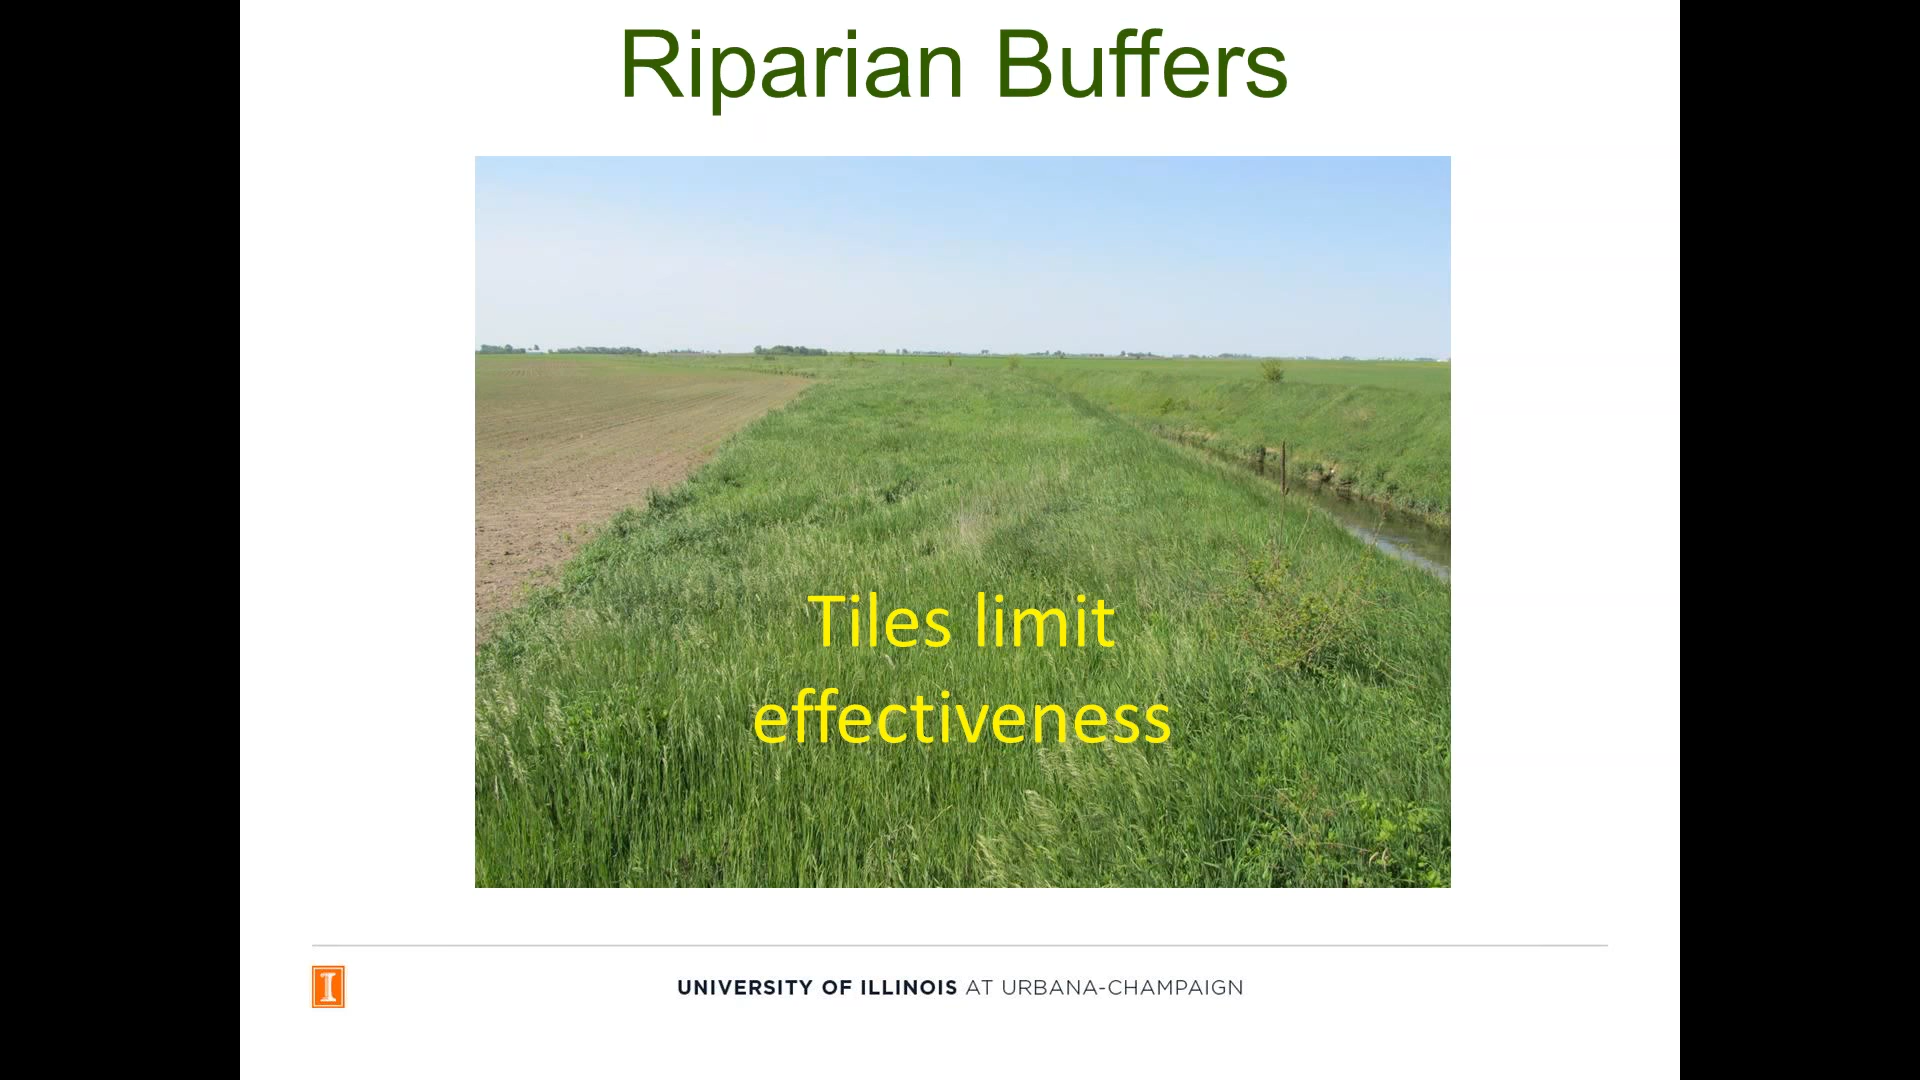 Riparian Buffers
Tiles limit
effectiveness
I
UNIVERSITY OF ILLINOIS AT URBANA-CHAMPAIGN